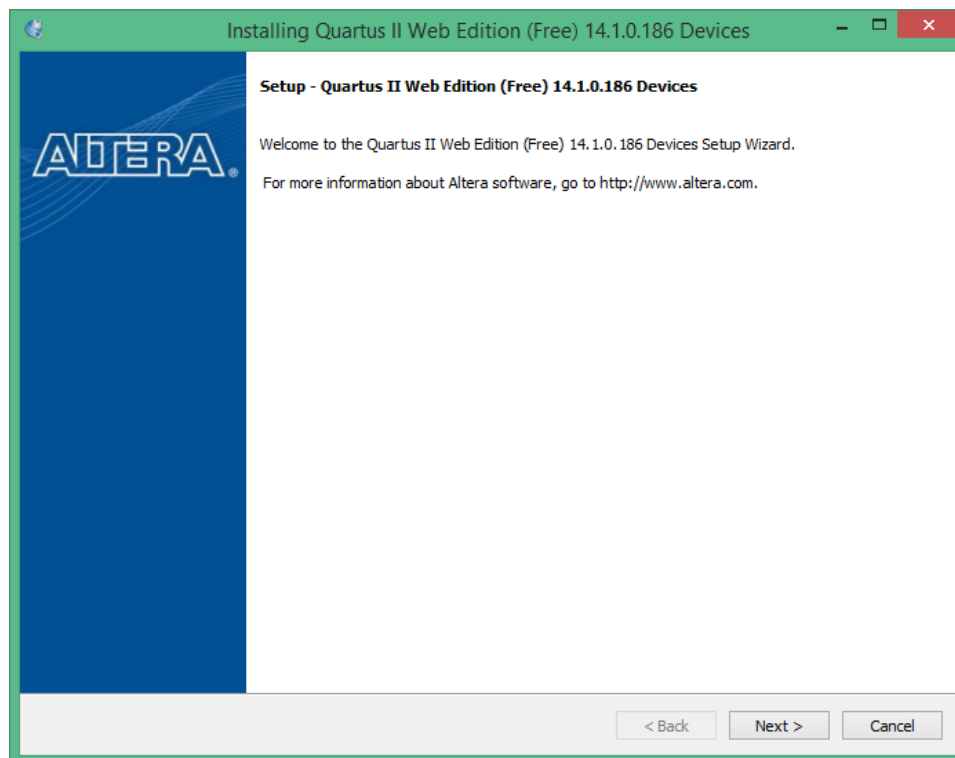 Installing Quartus II Web Edition (Free) 14.1.0.186 Devices
Setup - Quartus II Web Edition (Free) 14.1.0.186 Devices
ALTERA®
Welcome to the Quartus II Web Edition (Free) 14.1.0.186 Devices Setup Wizard.
For more information about Altera software, go to http://www.altera.com.
< Back Next > Cancel